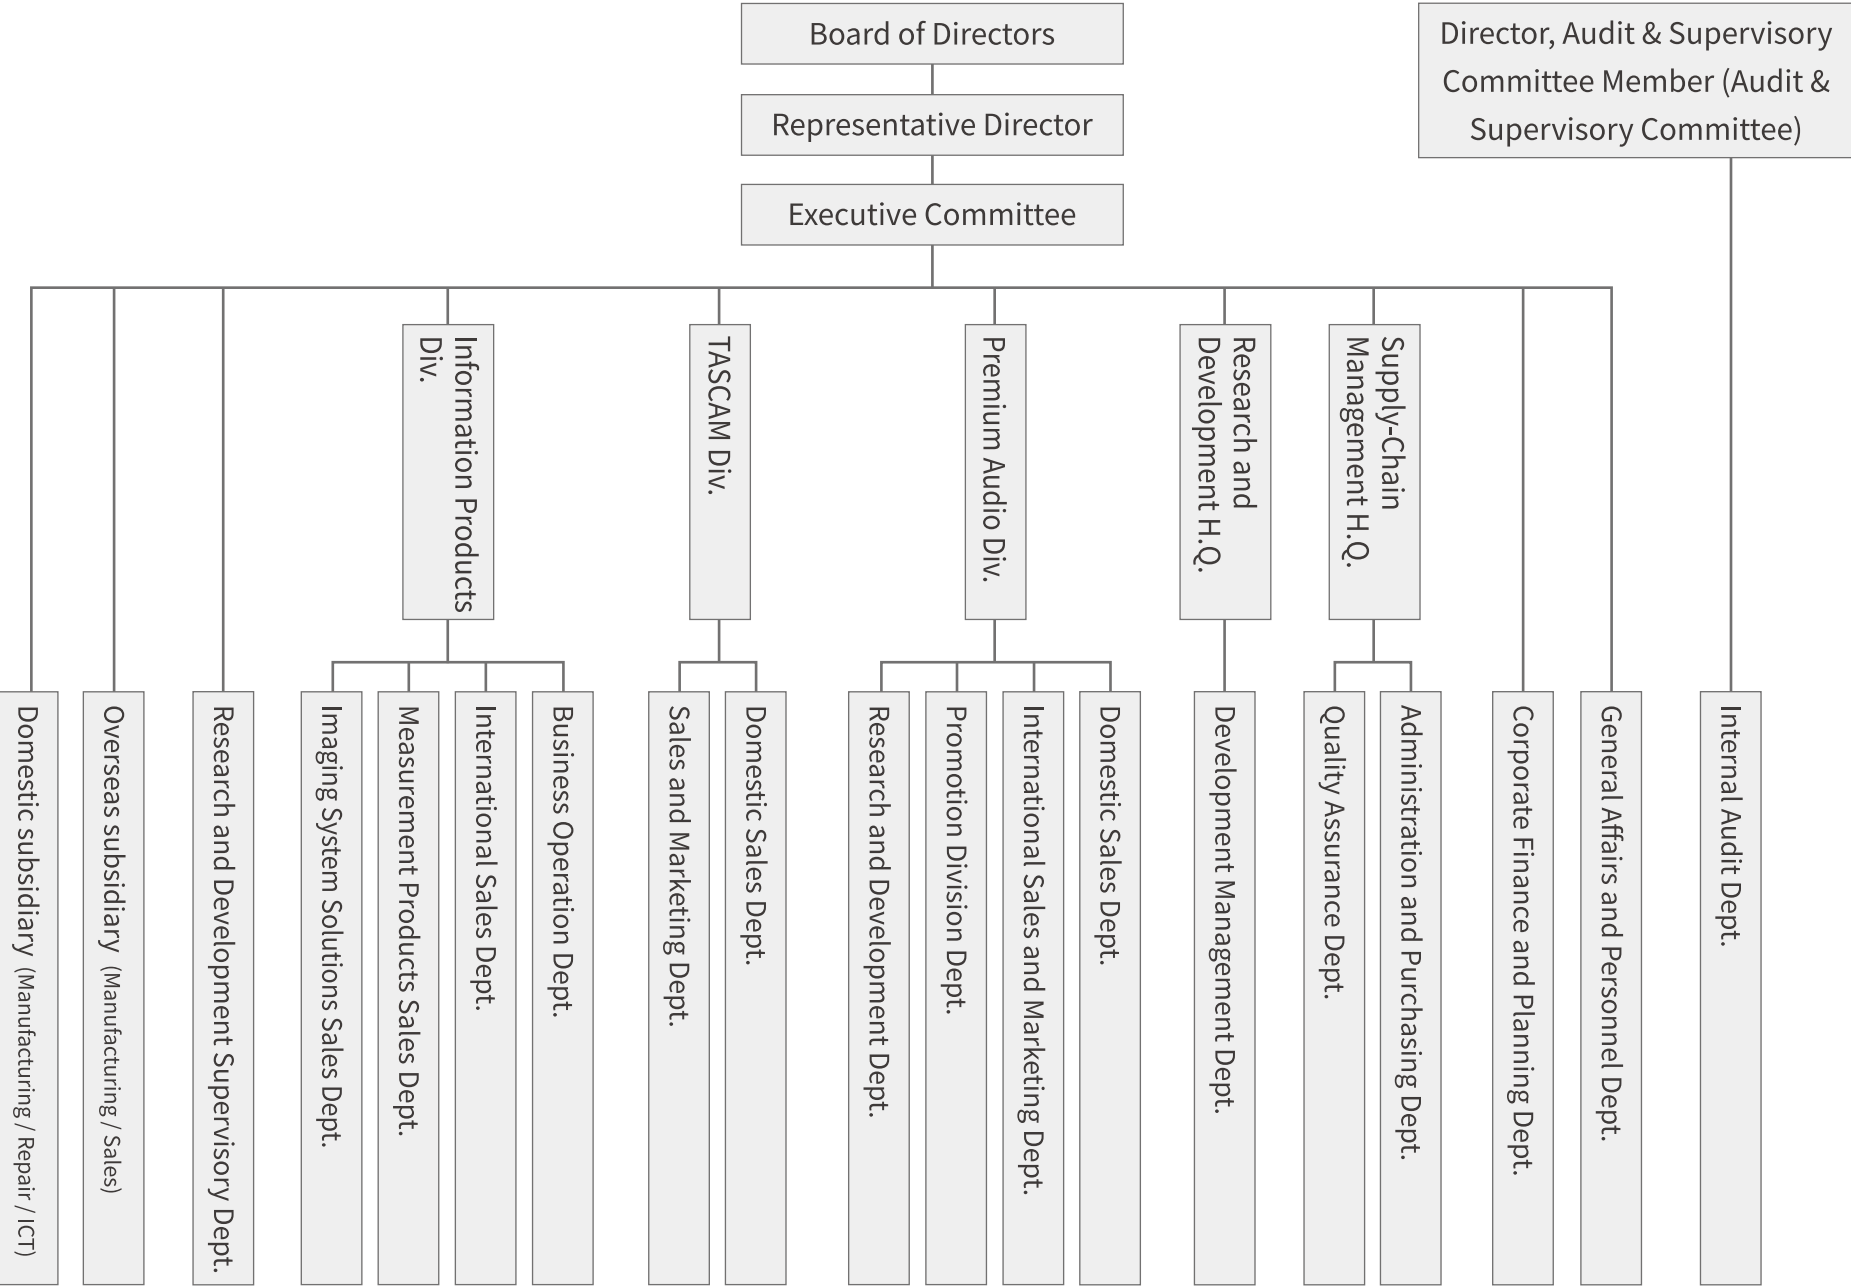 Board of Directors
Representative Director
Executive Committee
Director, Audit & Supervisory
Committee Member (Audit &
Supervisory Committee)
Information Products
Div.
TASCAM Div.
Premium Audio Div.
Research and
Development H.Q.
Supply-Chain
Management H.Q.
Domestic subsidiary (Manufacturing / Repair / ICT)
Overseas subsidiary (Manufacturing / Sales)
Research and Development Supervisory Dept.
Imaging System Solutions Sales Dept.
Measurement Products Sales Dept.
International Sales Dept.
Business Operation Dept.
Sales and Marketing Dept.
Domestic Sales Dept.
Research and Development Dept.
Promotion Division Dept.
International Sales and Marketing Dept.
Domestic Sales Dept.
Development Management Dept.
Quality Assurance Dept.
Administration and Purchasing Dept.
Corporate Finance and Planning Dept.
General Affairs and Personnel Dept.
Internal Audit Dept.